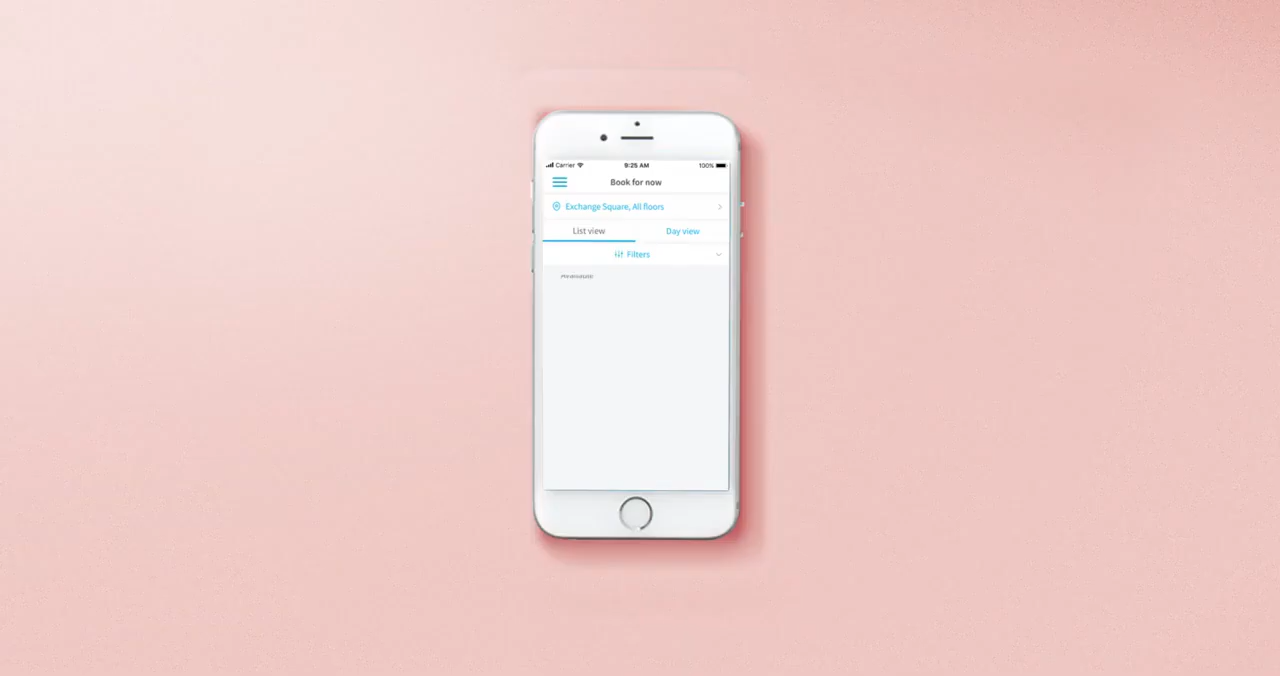 Carrier 9:25 AM 100%
Book for now
Exchange Square, All floors
List view Day view
Filters